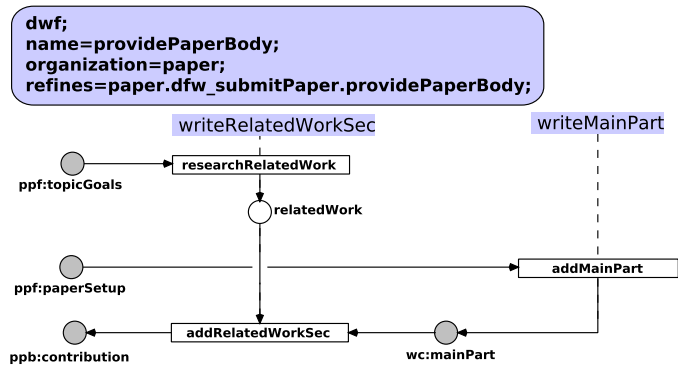 dwf;
name=providePaperBody;
organization=paper;
refines=paper.dfw_submitPaper.providePaperBody;
writeRelatedWorkSec
writeMainPart
researchRelatedWork
ppf:topicGoals
relatedWork
addMainPart
ppf:paperSetup
addRelatedWorkSec
ppb:contribution
wc:mainPart